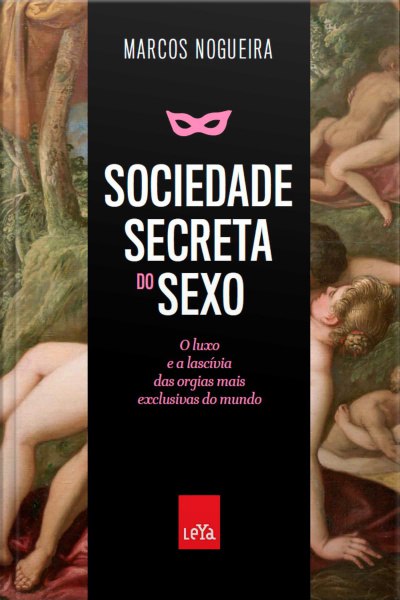 MARCOS NOGUEIRA
SOCIEDADE
SECRETA
DO SEXO
O luxo
e a lascívia
das orgias mais
exclusivas do mundo
LeYa